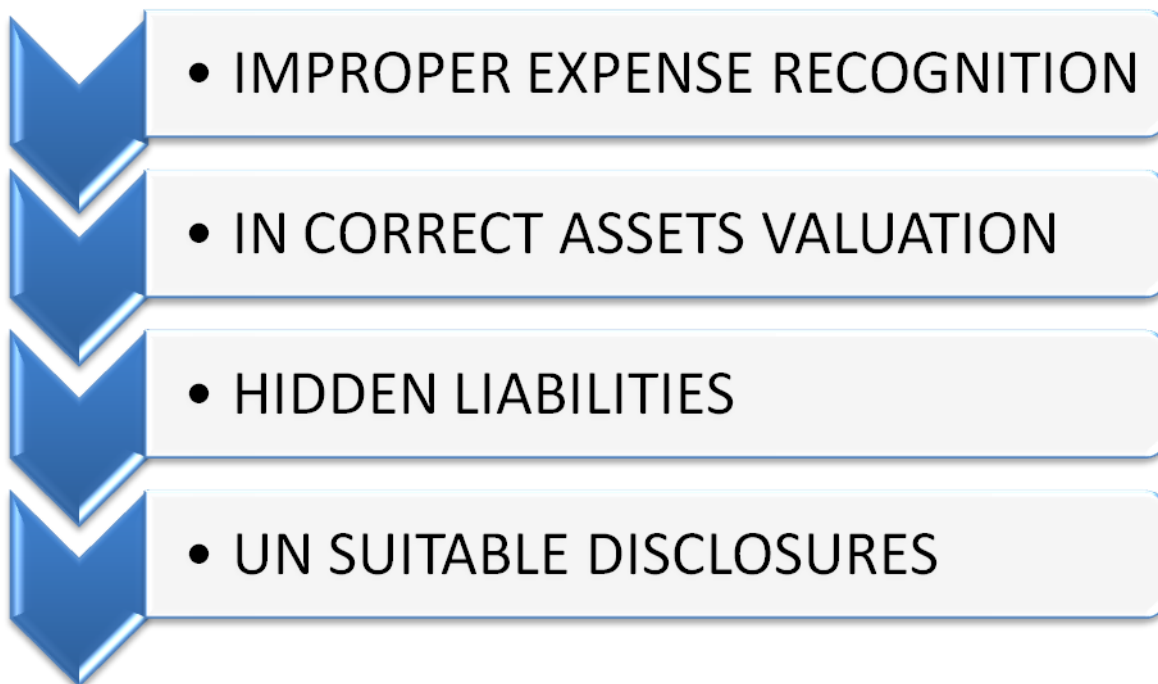 • IMPROPER EXPENSE RECOGNITION
• IN CORRECT ASSETS VALUATION
• HIDDEN LIABILITIES
• UN SUITABLE DISCLOSURES